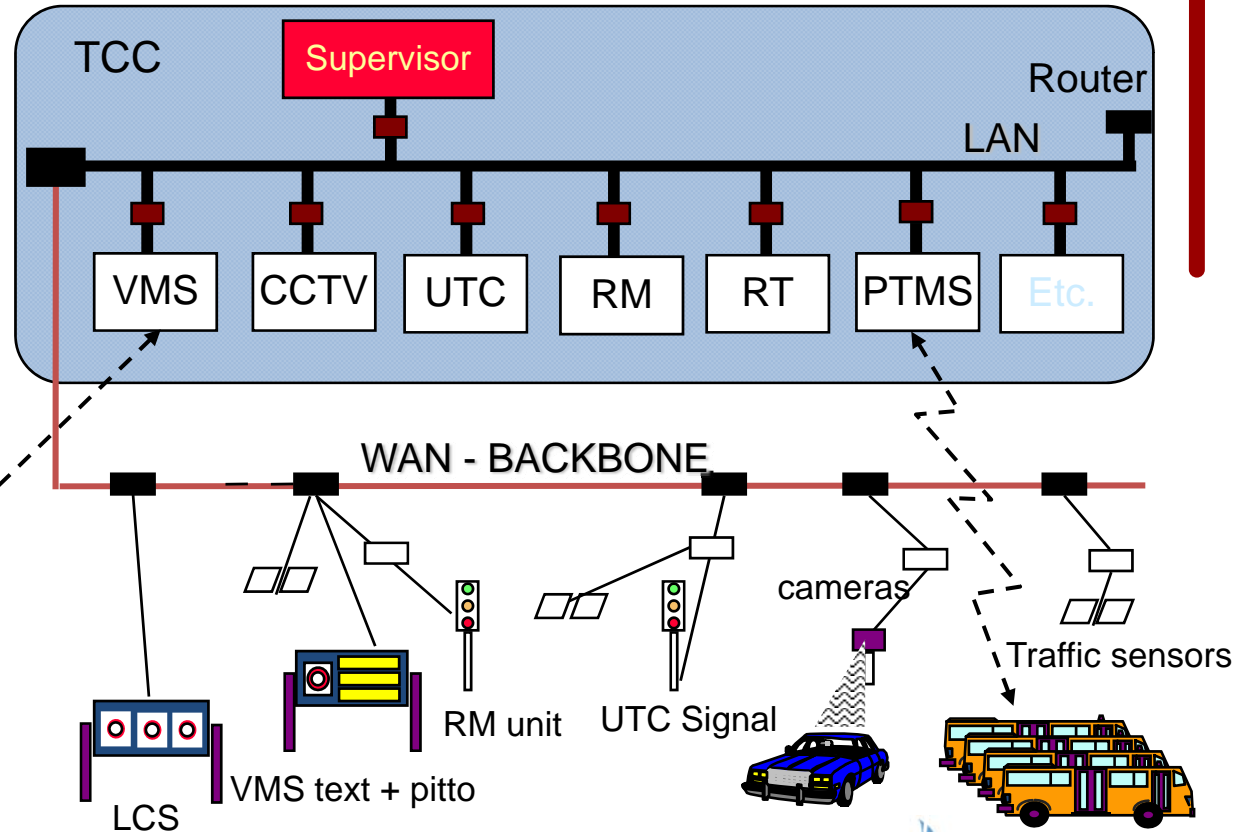 TCC
Supervisor
Router
LAN
VMS
CCTV
UTC
RM
RT
PTMS
Etc.
WAN - BACKBONE
cameras
Traffic sensors
RM unit
UTC Signal
VMS text + pitto
LCS